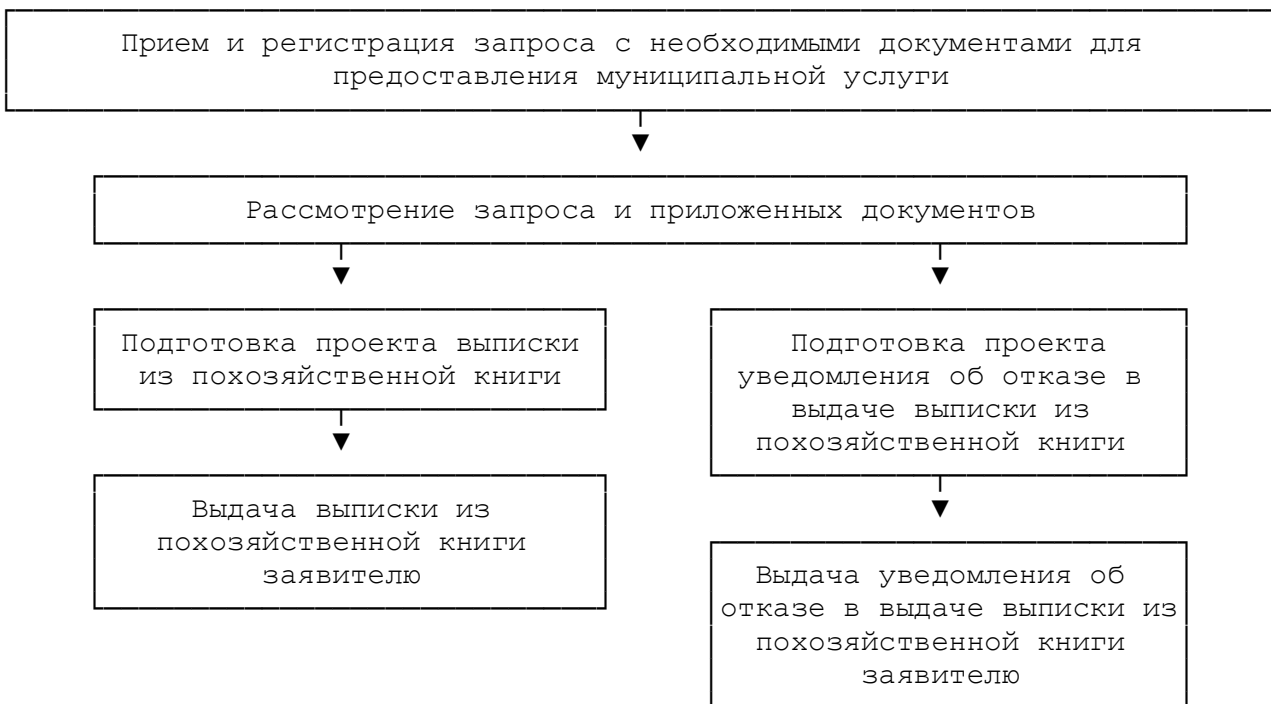 Прием и регистрация запроса с необходимыми документами для
предоставления муниципальной услуги
Рассмотрение запроса и приложенных документов
Подготовка проекта выписки
из похозяйственной книги
Выдача выписки из
похозяйственной книги
заявителю
Подготовка проекта
уведомления об отказе в
выдаче выписки из
похозяйственной книги
Выдача уведомления об
отказе в выдаче выписки из
похозяйственной книги
заявителю